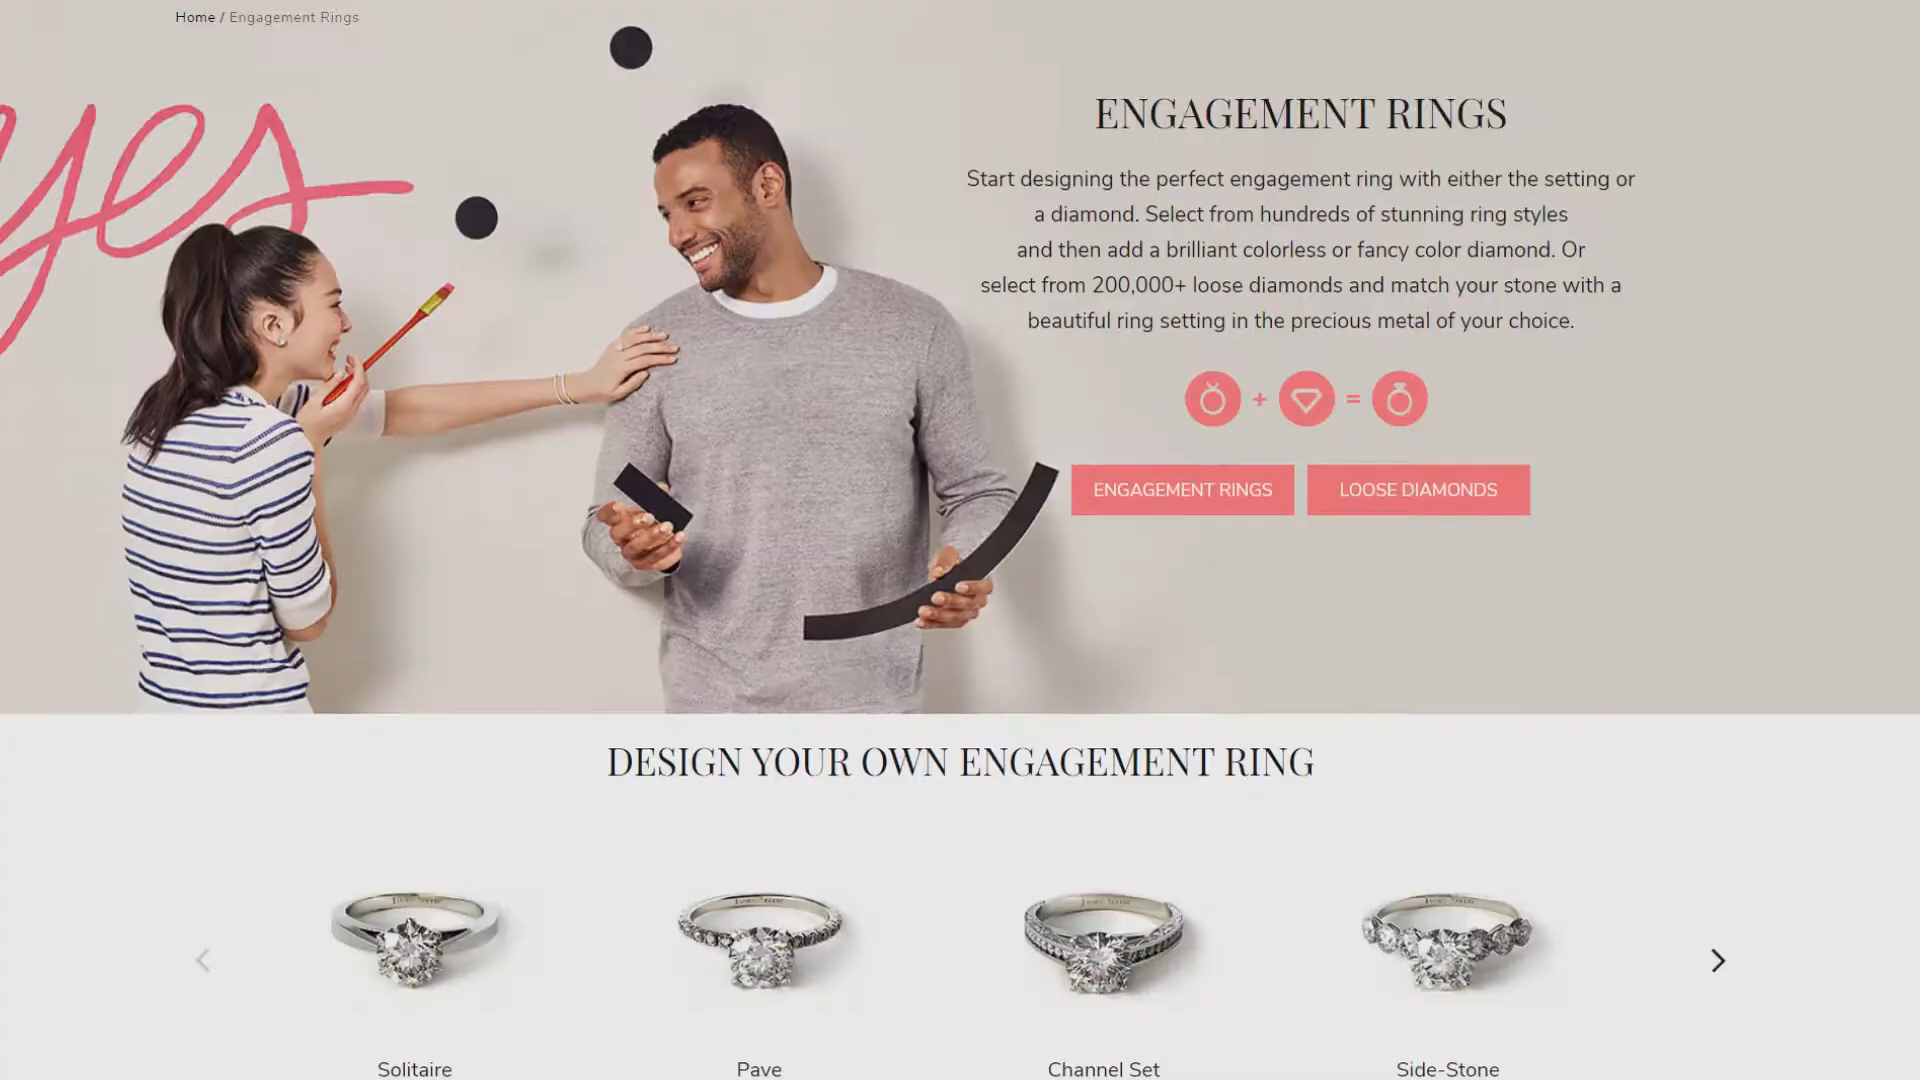 Home / Engagement Rings
yes
ENGAGEMENT RINGS
Start designing the perfect engagement ring with either the setting or
a diamond. Select from hundreds of stunning ring styles
and then add a brilliant colorless or fancy color diamond. Or
select from 200,000+ loose diamonds and match your stone with a
beautiful ring setting in the precious metal of your choice.
+ =
ENGAGEMENT RINGS LOOSE DIAMONDS
DESIGN YOUR OWN ENGAGEMENT RING
Solitaire Pave Channel Set Side-Stone